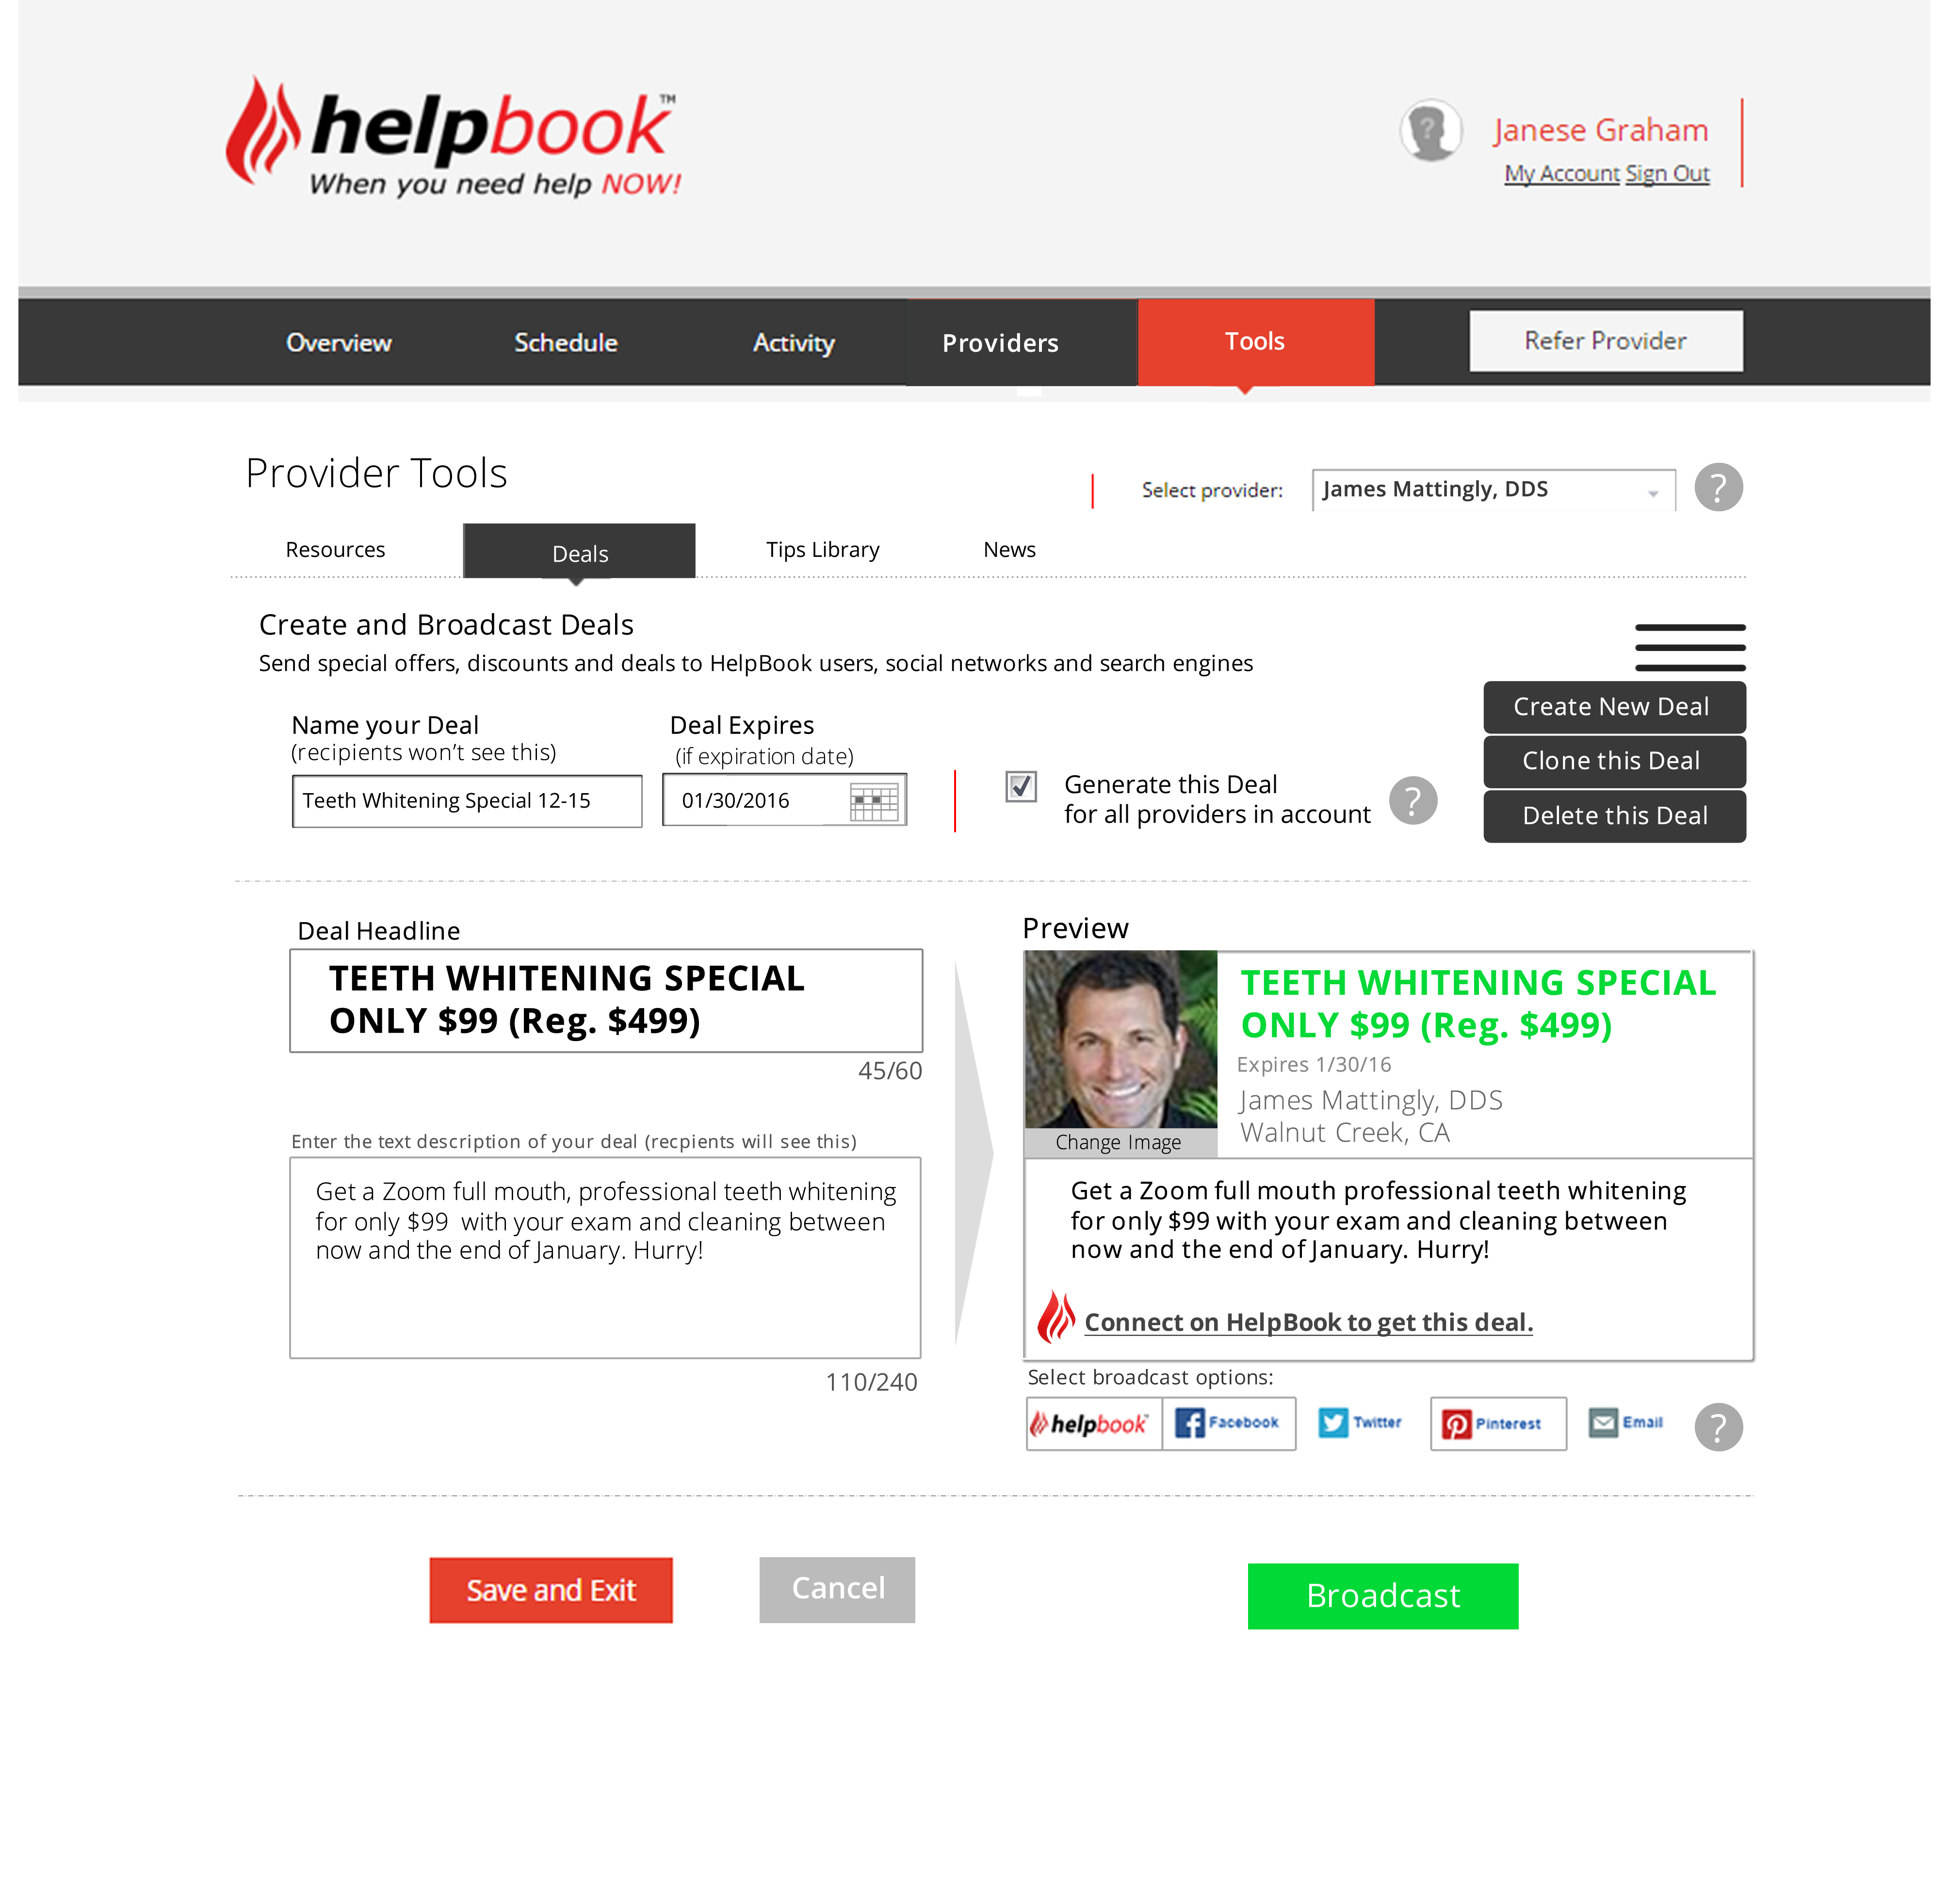 helpbook™
When you need help NOW!
Janese Graham
My Account Sign Out
Overview
Schedule
Activity
Providers
Tools
Refer Provider
Provider Tools
Select provider:
James Mattingly, DDS
?
Resources
Deals
Tips Library
News
Create and Broadcast Deals
Send special offers, discounts and deals to HelpBook users, social networks and search engines
Create New Deal
Clone this Deal
Delete this Deal
Name your Deal
(recipients won't see this)
Teeth Whitening Special 12-15
Deal Expires
(if expiration date)
01/30/2016
Generate this Deal
for all providers in account
?
Deal Headline
TEETH WHITENING SPECIAL
ONLY $99 (Reg. $499)
45/60
Enter the text description of your deal (recpients will see this)
Get a Zoom full mouth, professional teeth whitening
for only $99  with your exam and cleaning between
now and the end of January. Hurry!
110/240
Preview
TEETH WHITENING SPECIAL
ONLY $99 (Reg. $499)
Expires 1/30/16
James Mattingly, DDS
Walnut Creek, CA
Change Image
Get a Zoom full mouth professional teeth whitening
for only $99 with your exam and cleaning between
now and the end of January. Hurry!
Connect on HelpBook to get this deal.
Select broadcast options:
helpbook™
Facebook
Twitter
Pinterest
Email
?
Save and Exit
Cancel
Broadcast